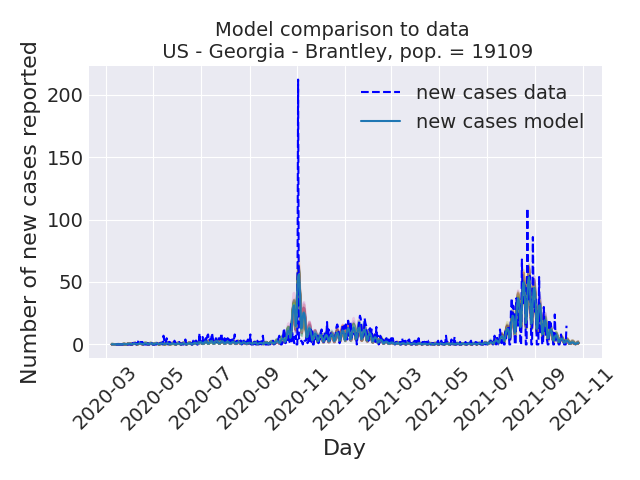 Model comparison to data
US - Georgia - Brantley, pop. = 19109
Number of new cases reported
200
150
100
50
0
new cases data
new cases model
2020-03
2020-05
2020-07
2020-09
2020-11
2021-01
2021-03
2021-05
2021-07
2021-09
2021-11
Day